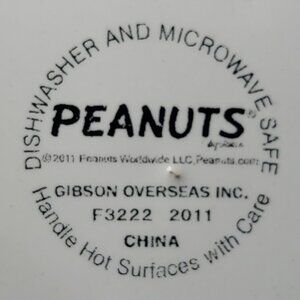 DISHWASHER AND MICROWAVE SAFE
PEANUTS®
©2011 Peanuts Worldwide LLC, Peanuts.com
GIBSON OVERSEAS INC.
F3222 2011
CHINA
Handle Hot Surfaces with Care